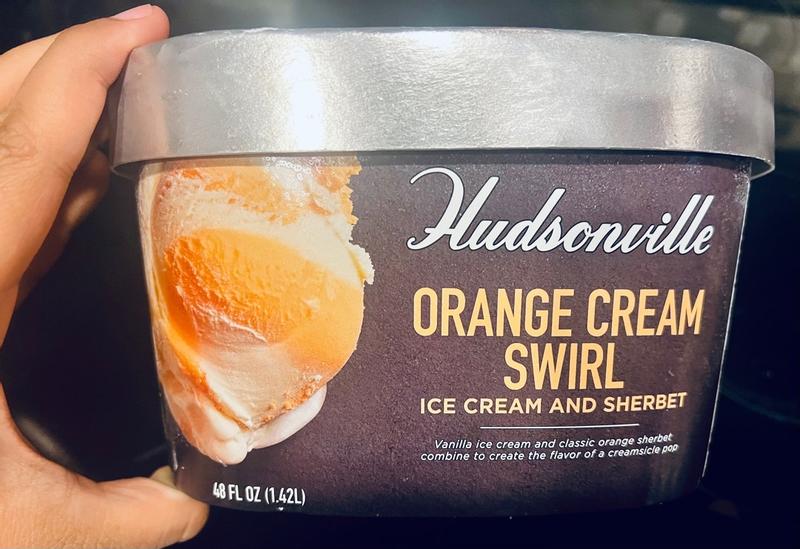 Hudsonville
ORANGE CREAM
SWIRL
ICE CREAM AND SHERBET
Vanilla ice cream and classic orange sherbet
combine to create the flavor of a creamsicle pop
48 FL OZ (1.42L)